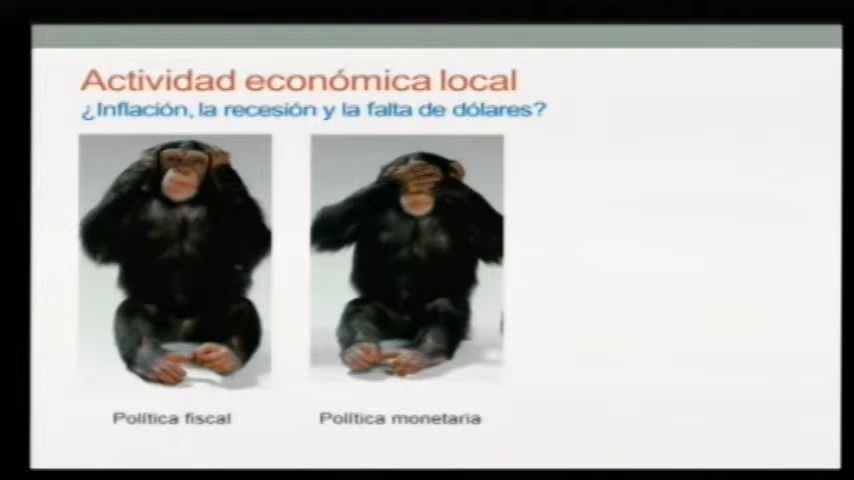 Actividad económica local
¿Inflación, la recesión y la falta de dólares?
Política fiscal
Política monetaria